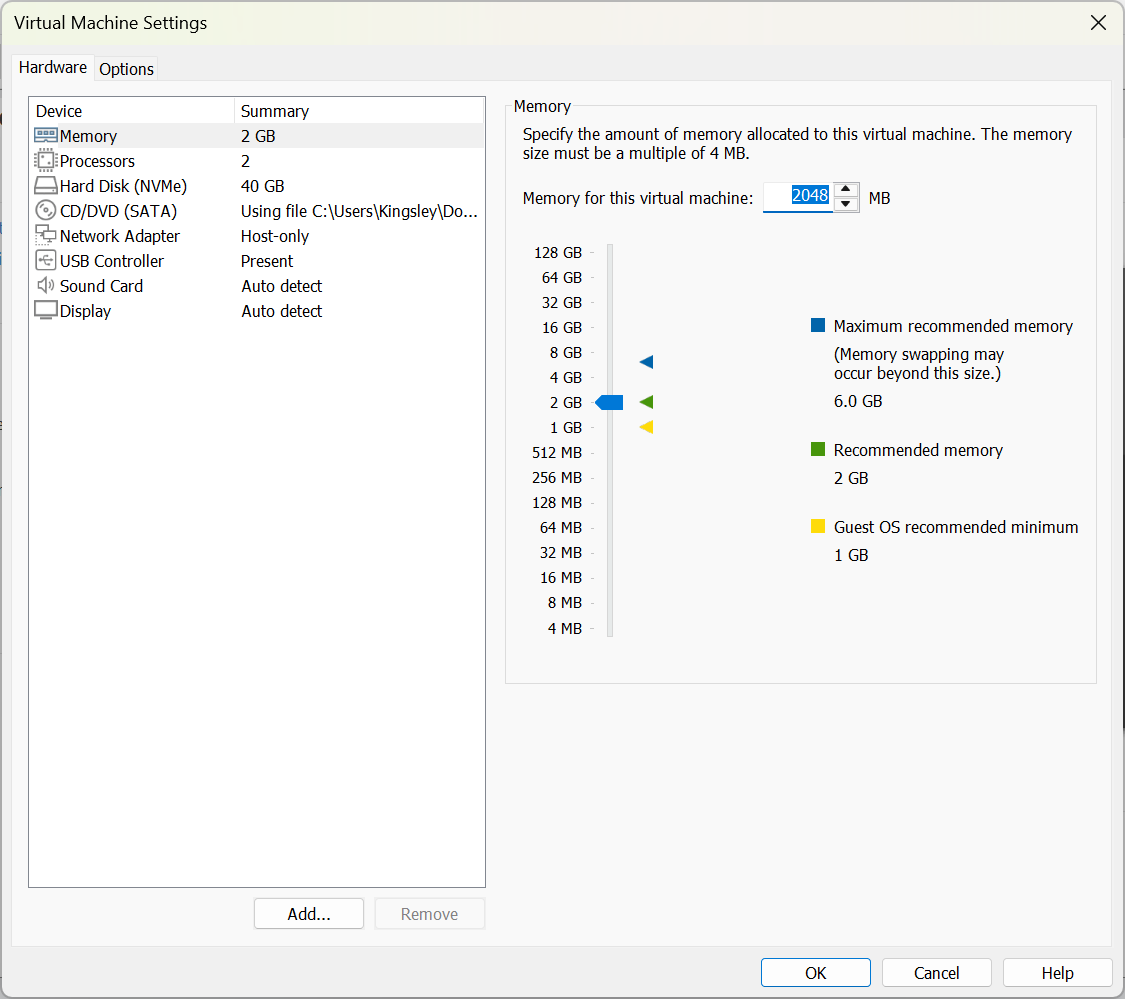 Virtual Machine Settings
Hardware
Options
Device Summary
Memory 2 GB
Processors 2
Hard Disk (NVMe) 40 GB
CD/DVD (SATA) Using file C:\Users\Kingsley\Do...
Network Adapter Host-only
USB Controller Present
Sound Card Auto detect
Display Auto detect
Add...
Remove
Memory
Specify the amount of memory allocated to this virtual machine. The memory
size must be a multiple of 4 MB.
Memory for this virtual machine: 2048 MB
128 GB
64 GB
32 GB
16 GB
8 GB
4 GB
2 GB
1 GB
512 MB
256 MB
128 MB
64 MB
32 MB
16 MB
8 MB
4 MB
Maximum recommended memory
(Memory swapping may
occur beyond this size.)
6.0 GB
Recommended memory
2 GB
Guest OS recommended minimum
1 GB
OK
Cancel
Help